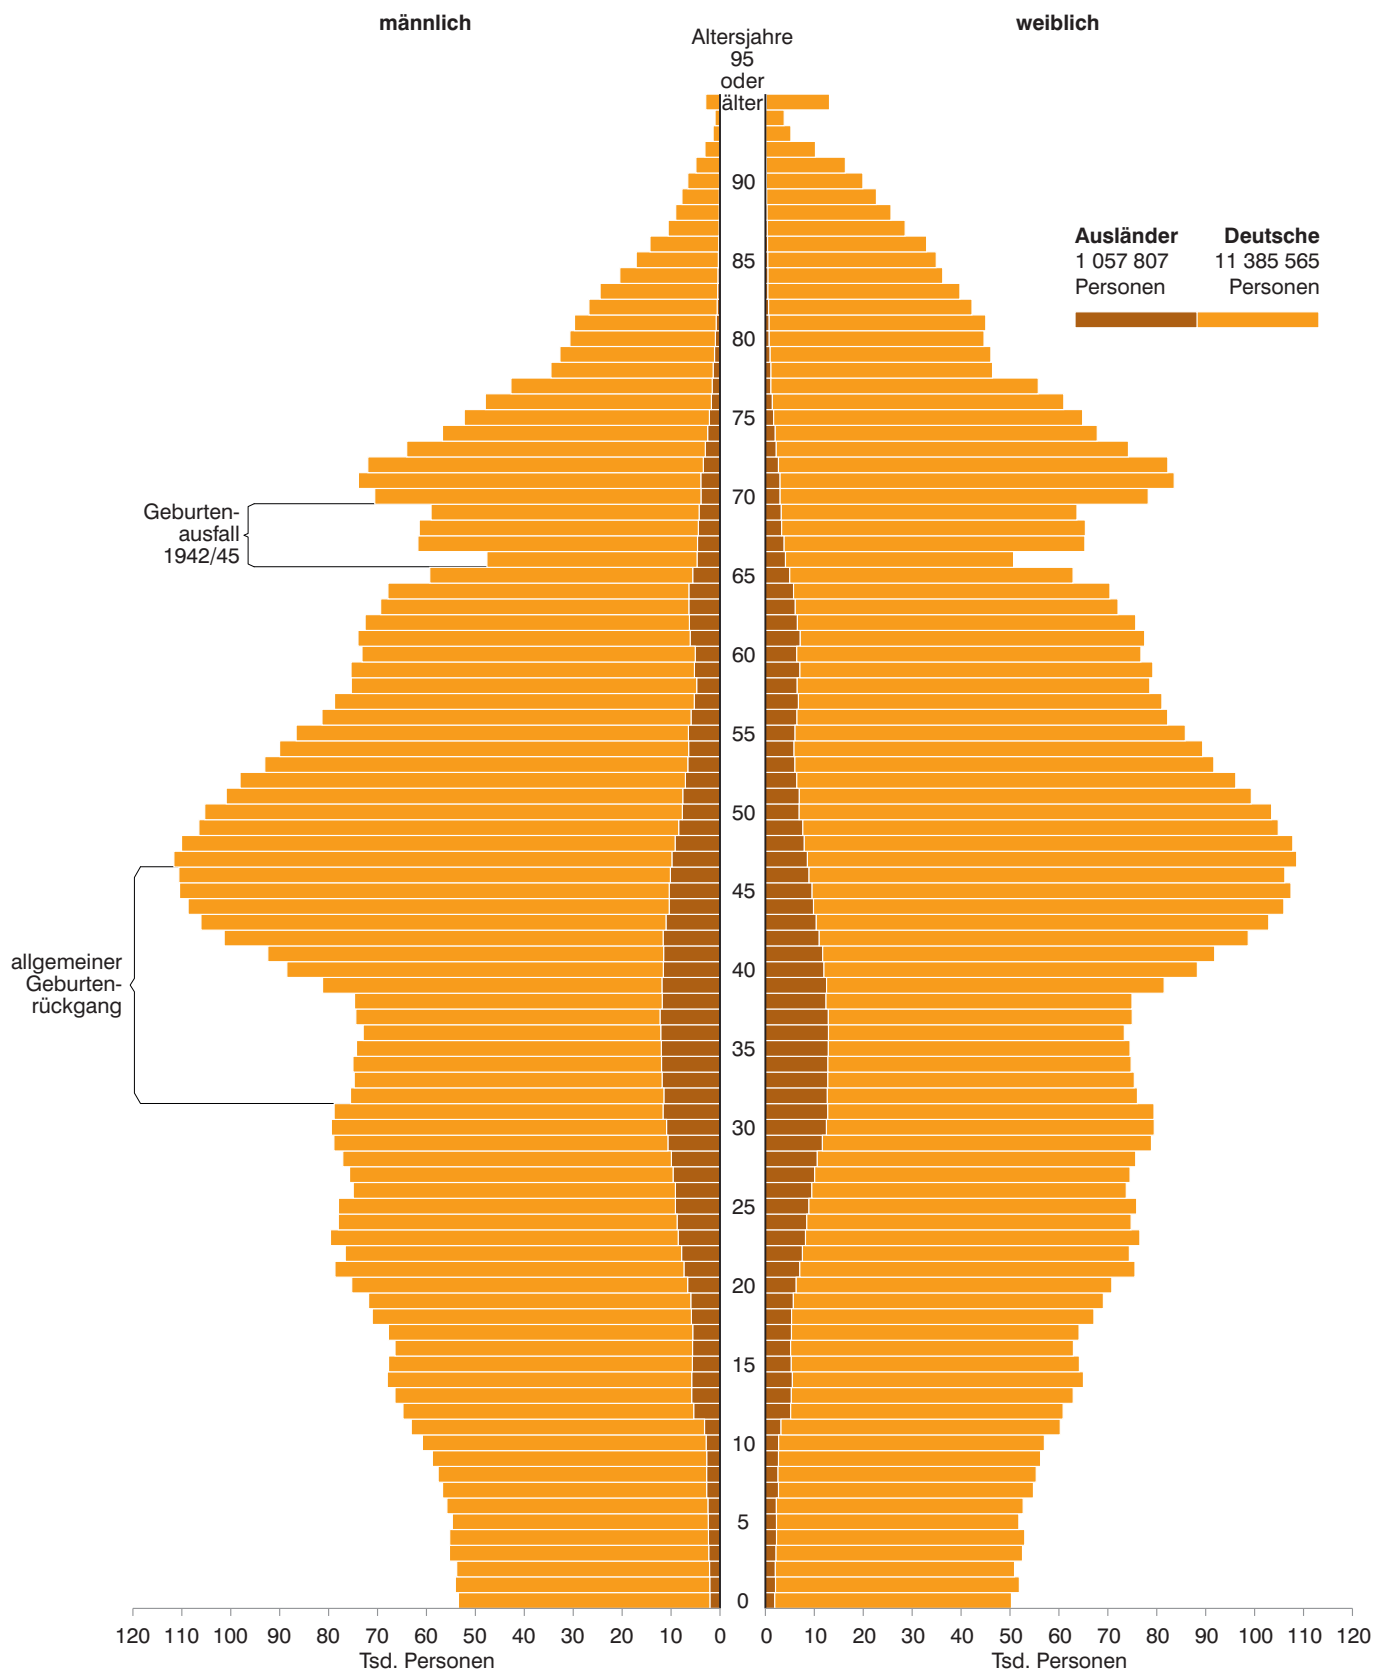 männlich
weiblich
Altersjahre
95
oder
älter
90
85
80
75
70
65
60
55
50
45
40
35
30
25
20
15
10
5
0
Ausländer Deutsche
1 057 807 11 385 565
Personen Personen
Geburten-
ausfall
1942/45
allgemeiner
Geburten-
rückgang
120 110 100 90 80 70 60 50 40 30 20 10 0
0 10 20 30 40 50 60 70 80 90 100 110 120
Tsd. Personen
Tsd. Personen